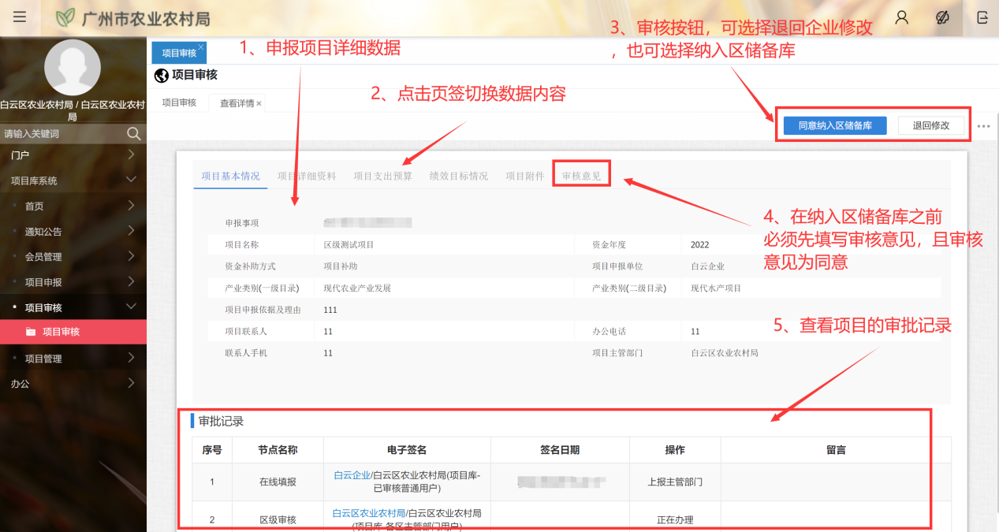 广州市农业农村局
3、审核按钮，可选择退回企业修改
，也可选择纳入区储备库
项目审核
1、申报项目详细数据
项目审核
2、点击页签切换数据内容
项目审核
查看详情
白云区农业农村局 / 白云区农业农村
局
请输入关键词
门户
项目库系统
首页
通知公告
会员管理
项目申报
项目审核
项目审核
项目管理
办公
同意纳入区储备库
退回修改
项目基本情况 项目详细资料 项目支出预算 绩效目标情况 项目附件 审核意见
4、在纳入区储备库之前
必须先填写审核意见，且审核
意见为同意
申报事项
项目名称 区级测试项目 资金年度 2022
资金补助方式 项目补助 项目申报单位 白云企业
产业类别(一级目录) 现代农业产业发展 产业类别(二级目录) 现代水产项目
项目申报依据及理由 111
项目联系人 11 办公电话 11
联系人手机 11 项目主管部门 白云区农业农村局
5、查看项目的审批记录
审批记录
序号 节点名称 电子签名 签名日期 操作 留言
1 在线填报 白云企业/白云区农业农村局(项目库-
已审核普通用户) 上报主管部门
2 区级审核 白云区农业农村局/白云区农业农村局
(项目库-各区主管部门用户) 正在办理